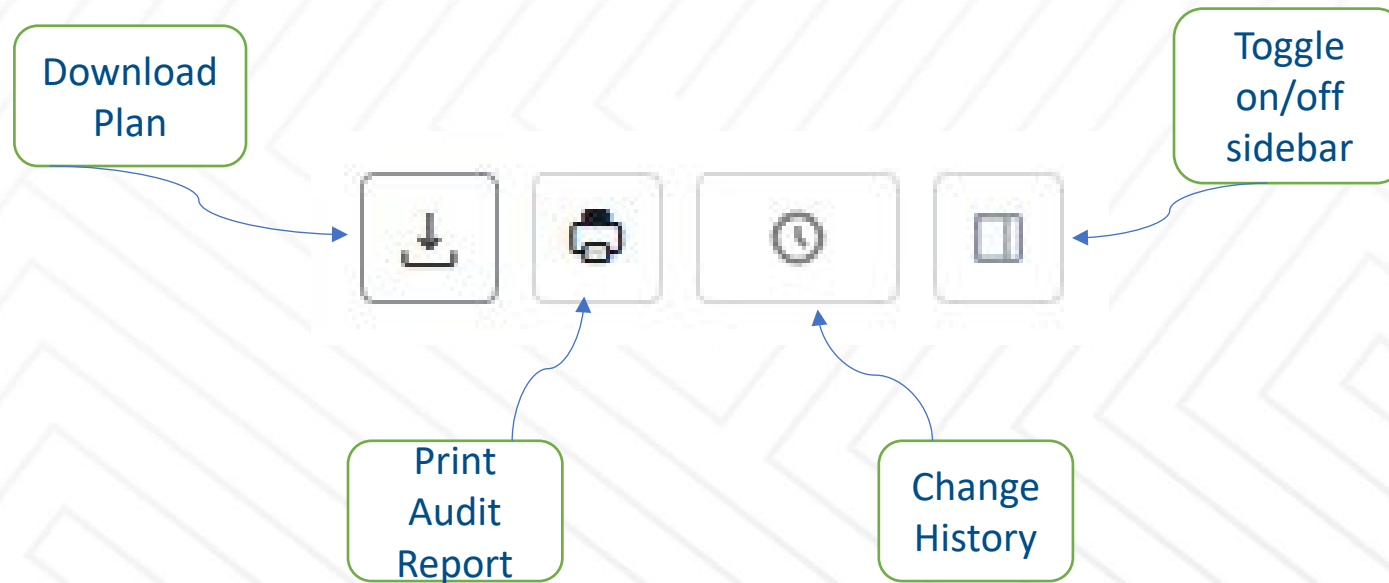 Download
Plan
Toggle
on/off
sidebar
Print
Audit
Report
Change
History